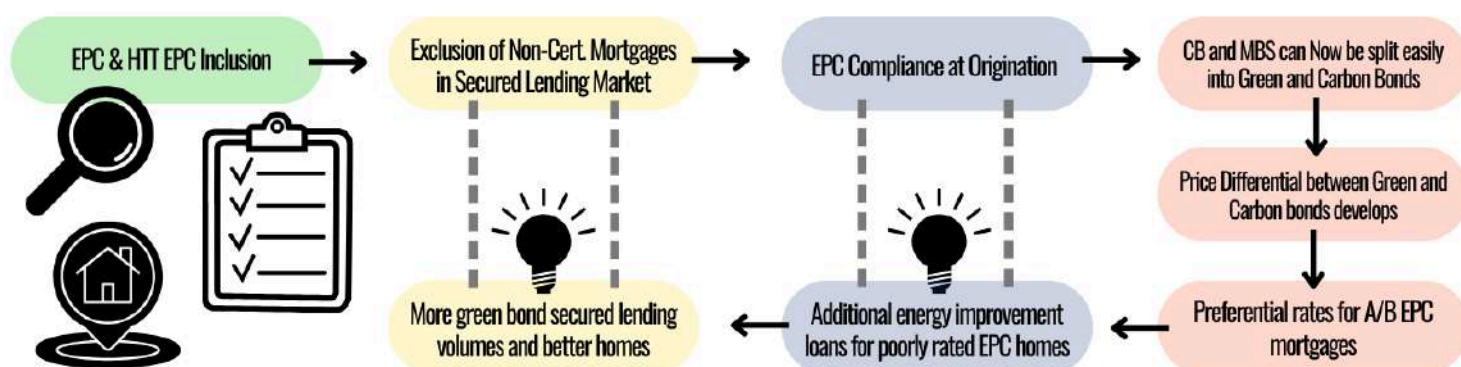 EPC & HTT EPC Inclusion
Exclusion of Non-Cert. Mortgages
in Secured Lending Market
EPC Compliance at Origination
CB and MBS can Now be split easily
into Green and Carbon Bonds
Price Differential between Green and
Carbon bonds develops
Preferential rates for A/B EPC
mortgages
Additional energy improvement
loans for poorly rated EPC homes
More green bond secured lending
volumes and better homes